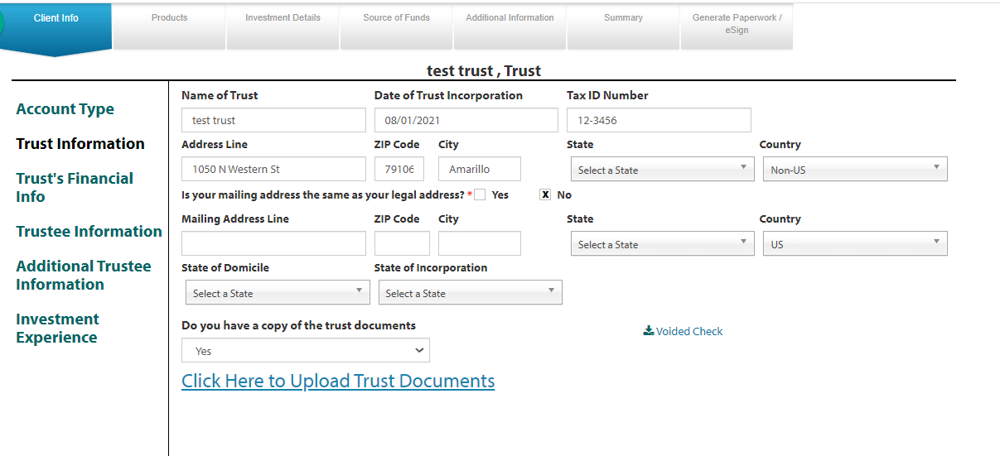 Client Info
Products
Investment Details
Source of Funds
Additional Information
Summary
Generate Paperwork /
eSign
test trust , Trust
Account Type
Trust Information
Trust's Financial
Info
Trustee Information
Additional Trustee
Information
Investment
Experience
Name of Trust Date of Trust Incorporation Tax ID Number
test trust 08/01/2021 12-3456
Address Line ZIP Code City State Country
1050 N Western St 79106 Amarillo Select a State Non-US
Is your mailing address the same as your legal address? * Yes X No
Mailing Address Line ZIP Code City State Country
Select a State US
State of Domicile State of Incorporation
Select a State Select a State
Do you have a copy of the trust documents
Voided Check
Yes
Click Here to Upload Trust Documents